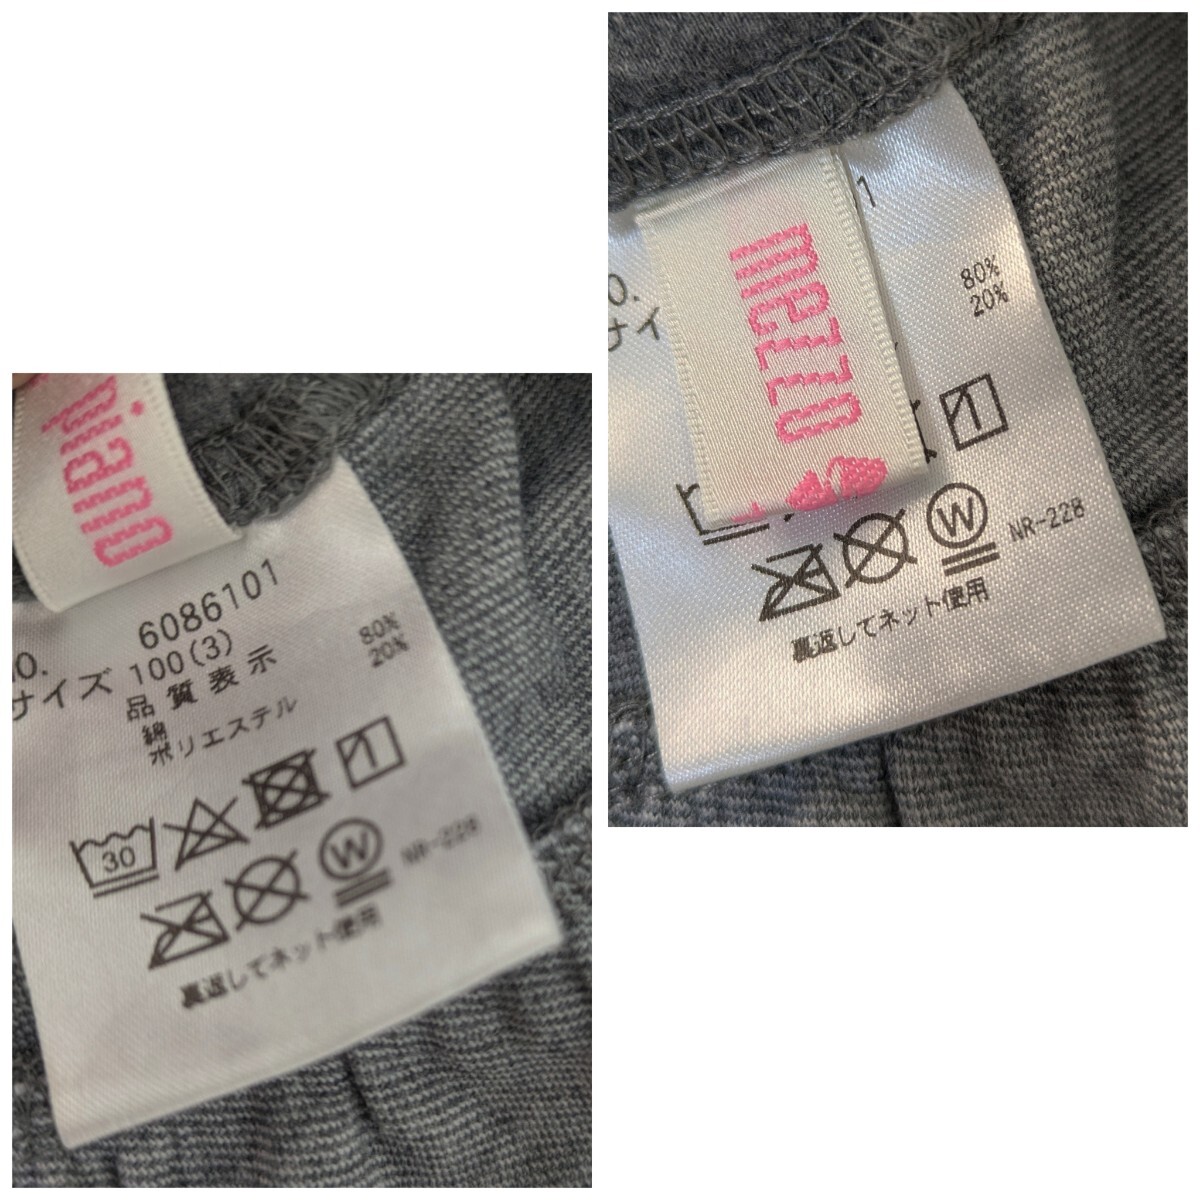 piano
6086101
サイズ 100(3)
品質表示
綿 80%
ポリエステル 20%
30
W
NR-228
裏返してネット使用
mezzo
1
80%
20%
W
NR-228
裏返してネット使用